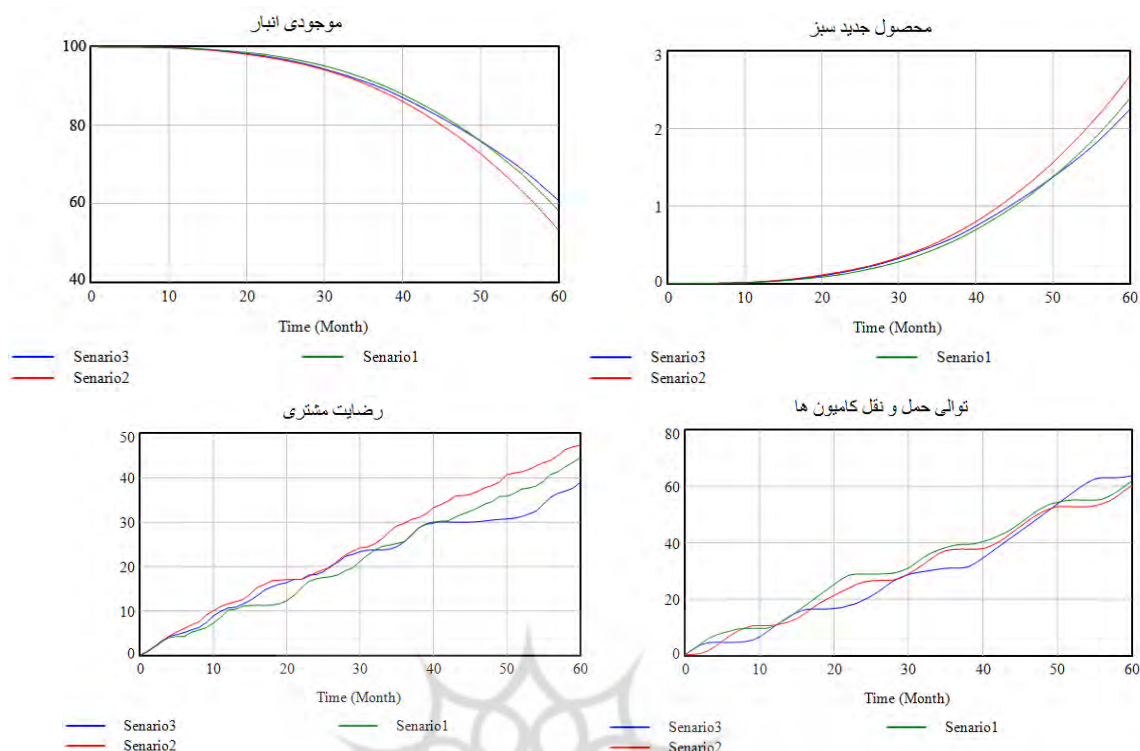 موجودی انبار
100
80
60
40
0 10 20 30 40 50 60
Time (Month)
Senario3 Senario1
Senario2
محصول جدید سبز
3
2
1
0
0 10 20 30 40 50 60
Time (Month)
Senario3 Senario1
Senario2
رضایت مشتری
50
40
30
20
10
0
0 10 20 30 40 50 60
Time (Month)
Senario3 Senario1
Senario2
توالی حمل و نقل کامیون ها
80
60
40
20
0
0 10 20 30 40 50 60
Time (Month)
Senario3 Senario1
Senario2